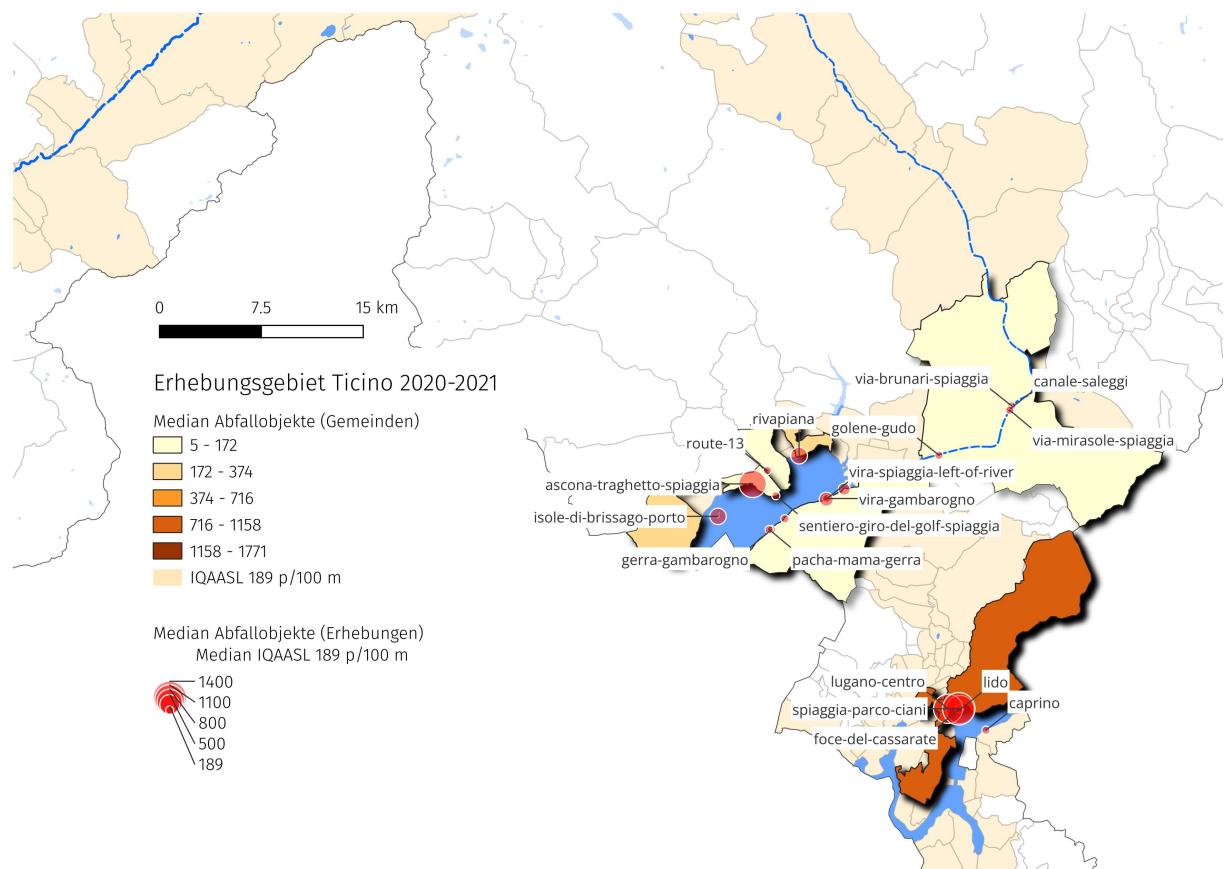 0 7.5 15 km
Erhebungsgebiet Ticino 2020-2021
Median Abfallobjekte (Gemeinden)
5 - 172
172 - 374
374 - 716
716 - 1158
1158 - 1771
IQAASL 189 p/100 m
Median Abfallobjekte (Erhebungen)
Median IQAASL 189 p/100 m
1400
1100
800
500
189
via-brunari-spiaggia
canale-saleggi
rivapiana
golene-gudo
via-mirasole-spiaggia
route-13
vira-spiaggia-left-of-river
ascona-traghetto-spiaggia
vira-gambarogno
isole-di-brissago-porto
sentiero-giro-del-golf-spiaggia
gerra-gambarogno
pacha-mama-gerra
lugano-centro
lido
spiaggia-parco-ciani
caprino
foce-del-cassarate